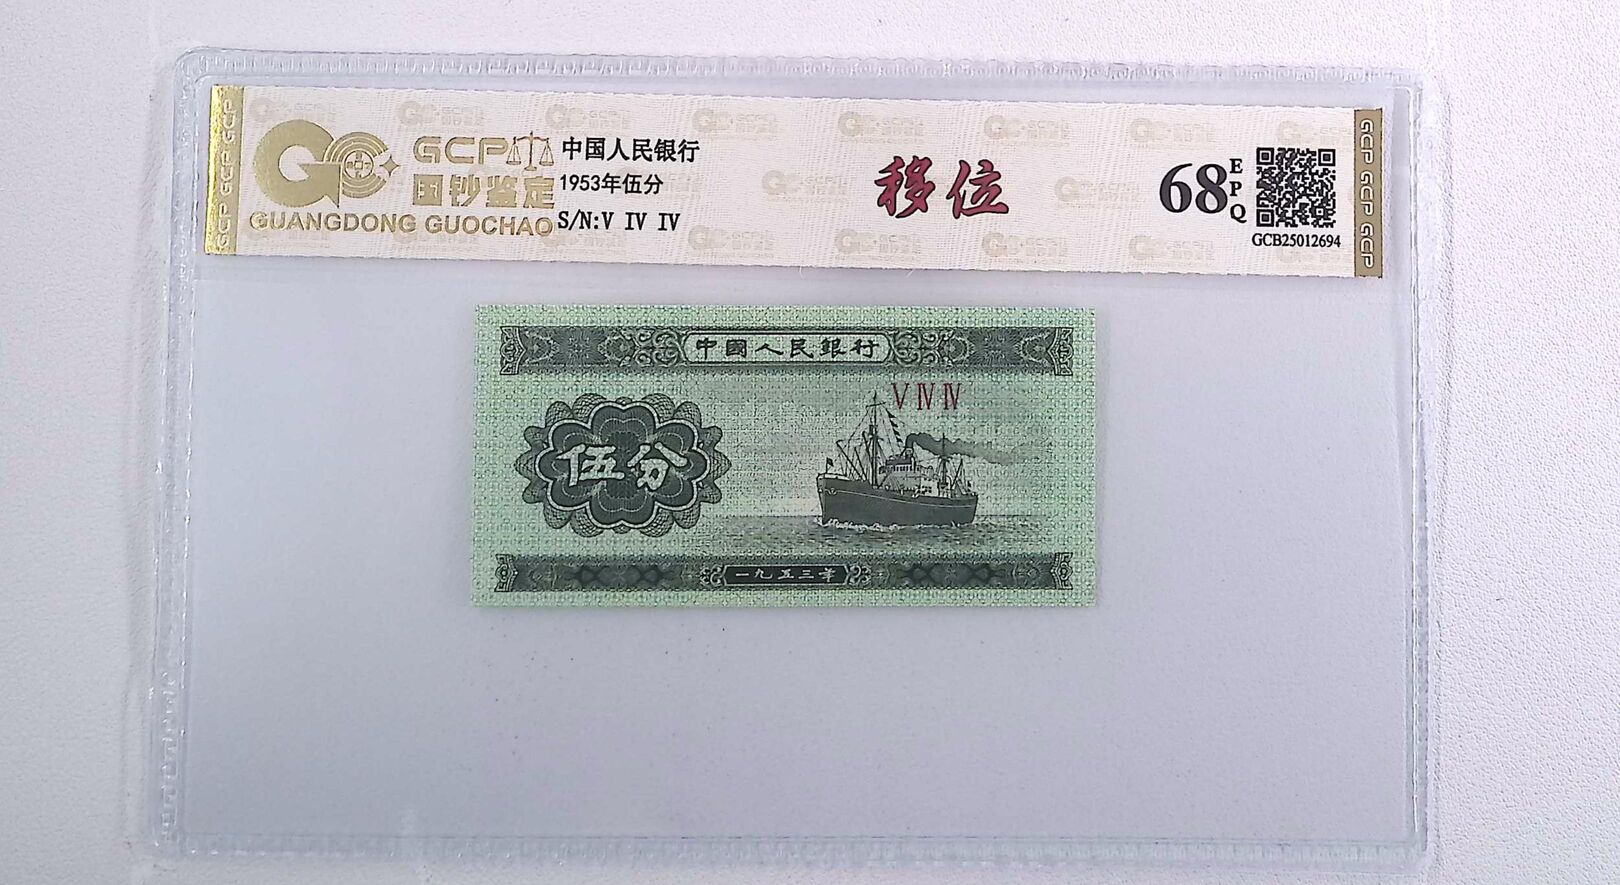 GCP
国钞鉴定
GUANGDONG GUOCHAO
中国人民银行
1953年伍分
S/N:V IV IV
移位
68
EPQ
GCB25012694
GCP GCP GCP
GCP GCP GCP
中國人民銀行
V IV IV
伍分
一九五三年